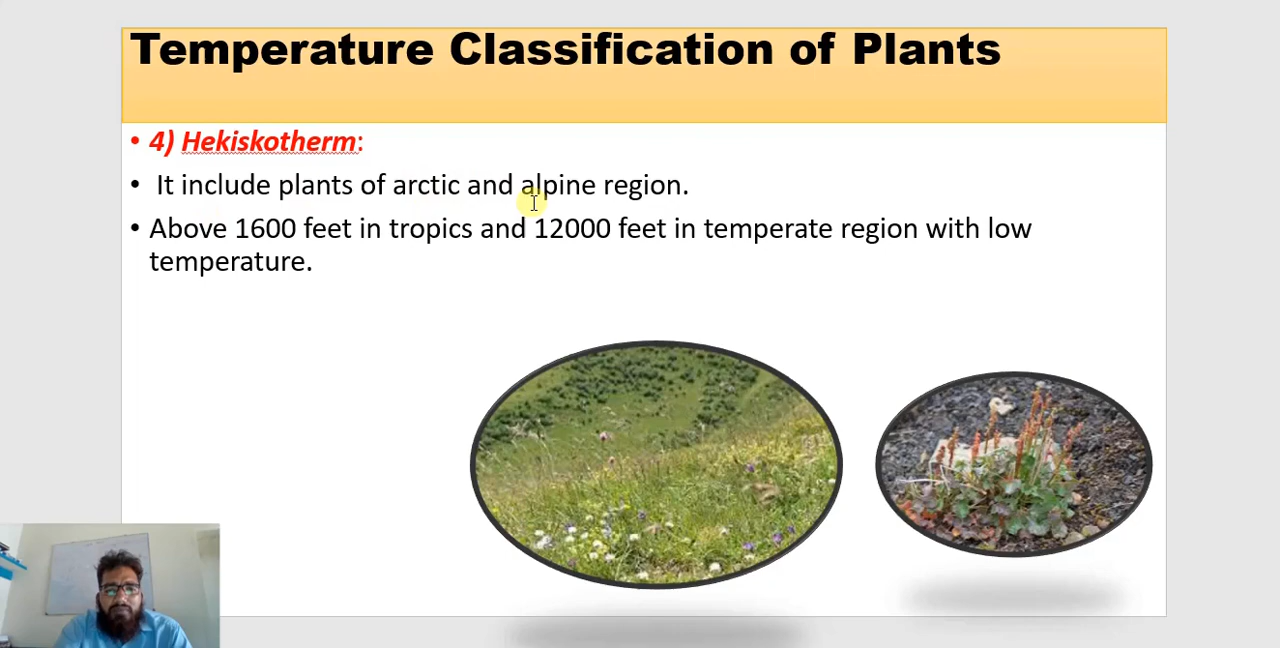 Temperature Classification of Plants
• 4) Hekiskotherm:
• It include plants of arctic and alpine region.
• Above 1600 feet in tropics and 12000 feet in temperate region with low
temperature.